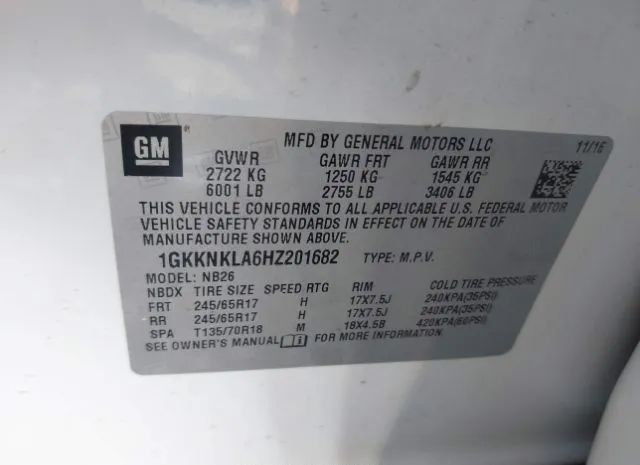 GM
MFD BY GENERAL MOTORS LLC 11/16
GVWR GAWR FRT GAWR RR
2722 KG 1250 KG 1545 KG
6001 LB 2755 LB 3406 LB
THIS VEHICLE CONFORMS TO ALL APPLICABLE U.S. FEDERAL MOTOR
VEHICLE SAFETY STANDARDS IN EFFECT ON THE DATE OF
MANUFACTURE SHOWN ABOVE.
1GKKNKLA6HZ201682 TYPE: M.P.V.
MODEL: NB26
NBDX TIRE SIZE SPEED RTG RIM COLD TIRE PRESSURE
FRT 245/65R17 H 17X7.5J 240KPA(35PSI)
RR 245/65R17 H 17X7.5J 240KPA(35PSI)
SPA T135/70R18 M 18X4.5B 420KPA(60PSI)
SEE OWNER'S MANUAL FOR MORE INFORMATION.